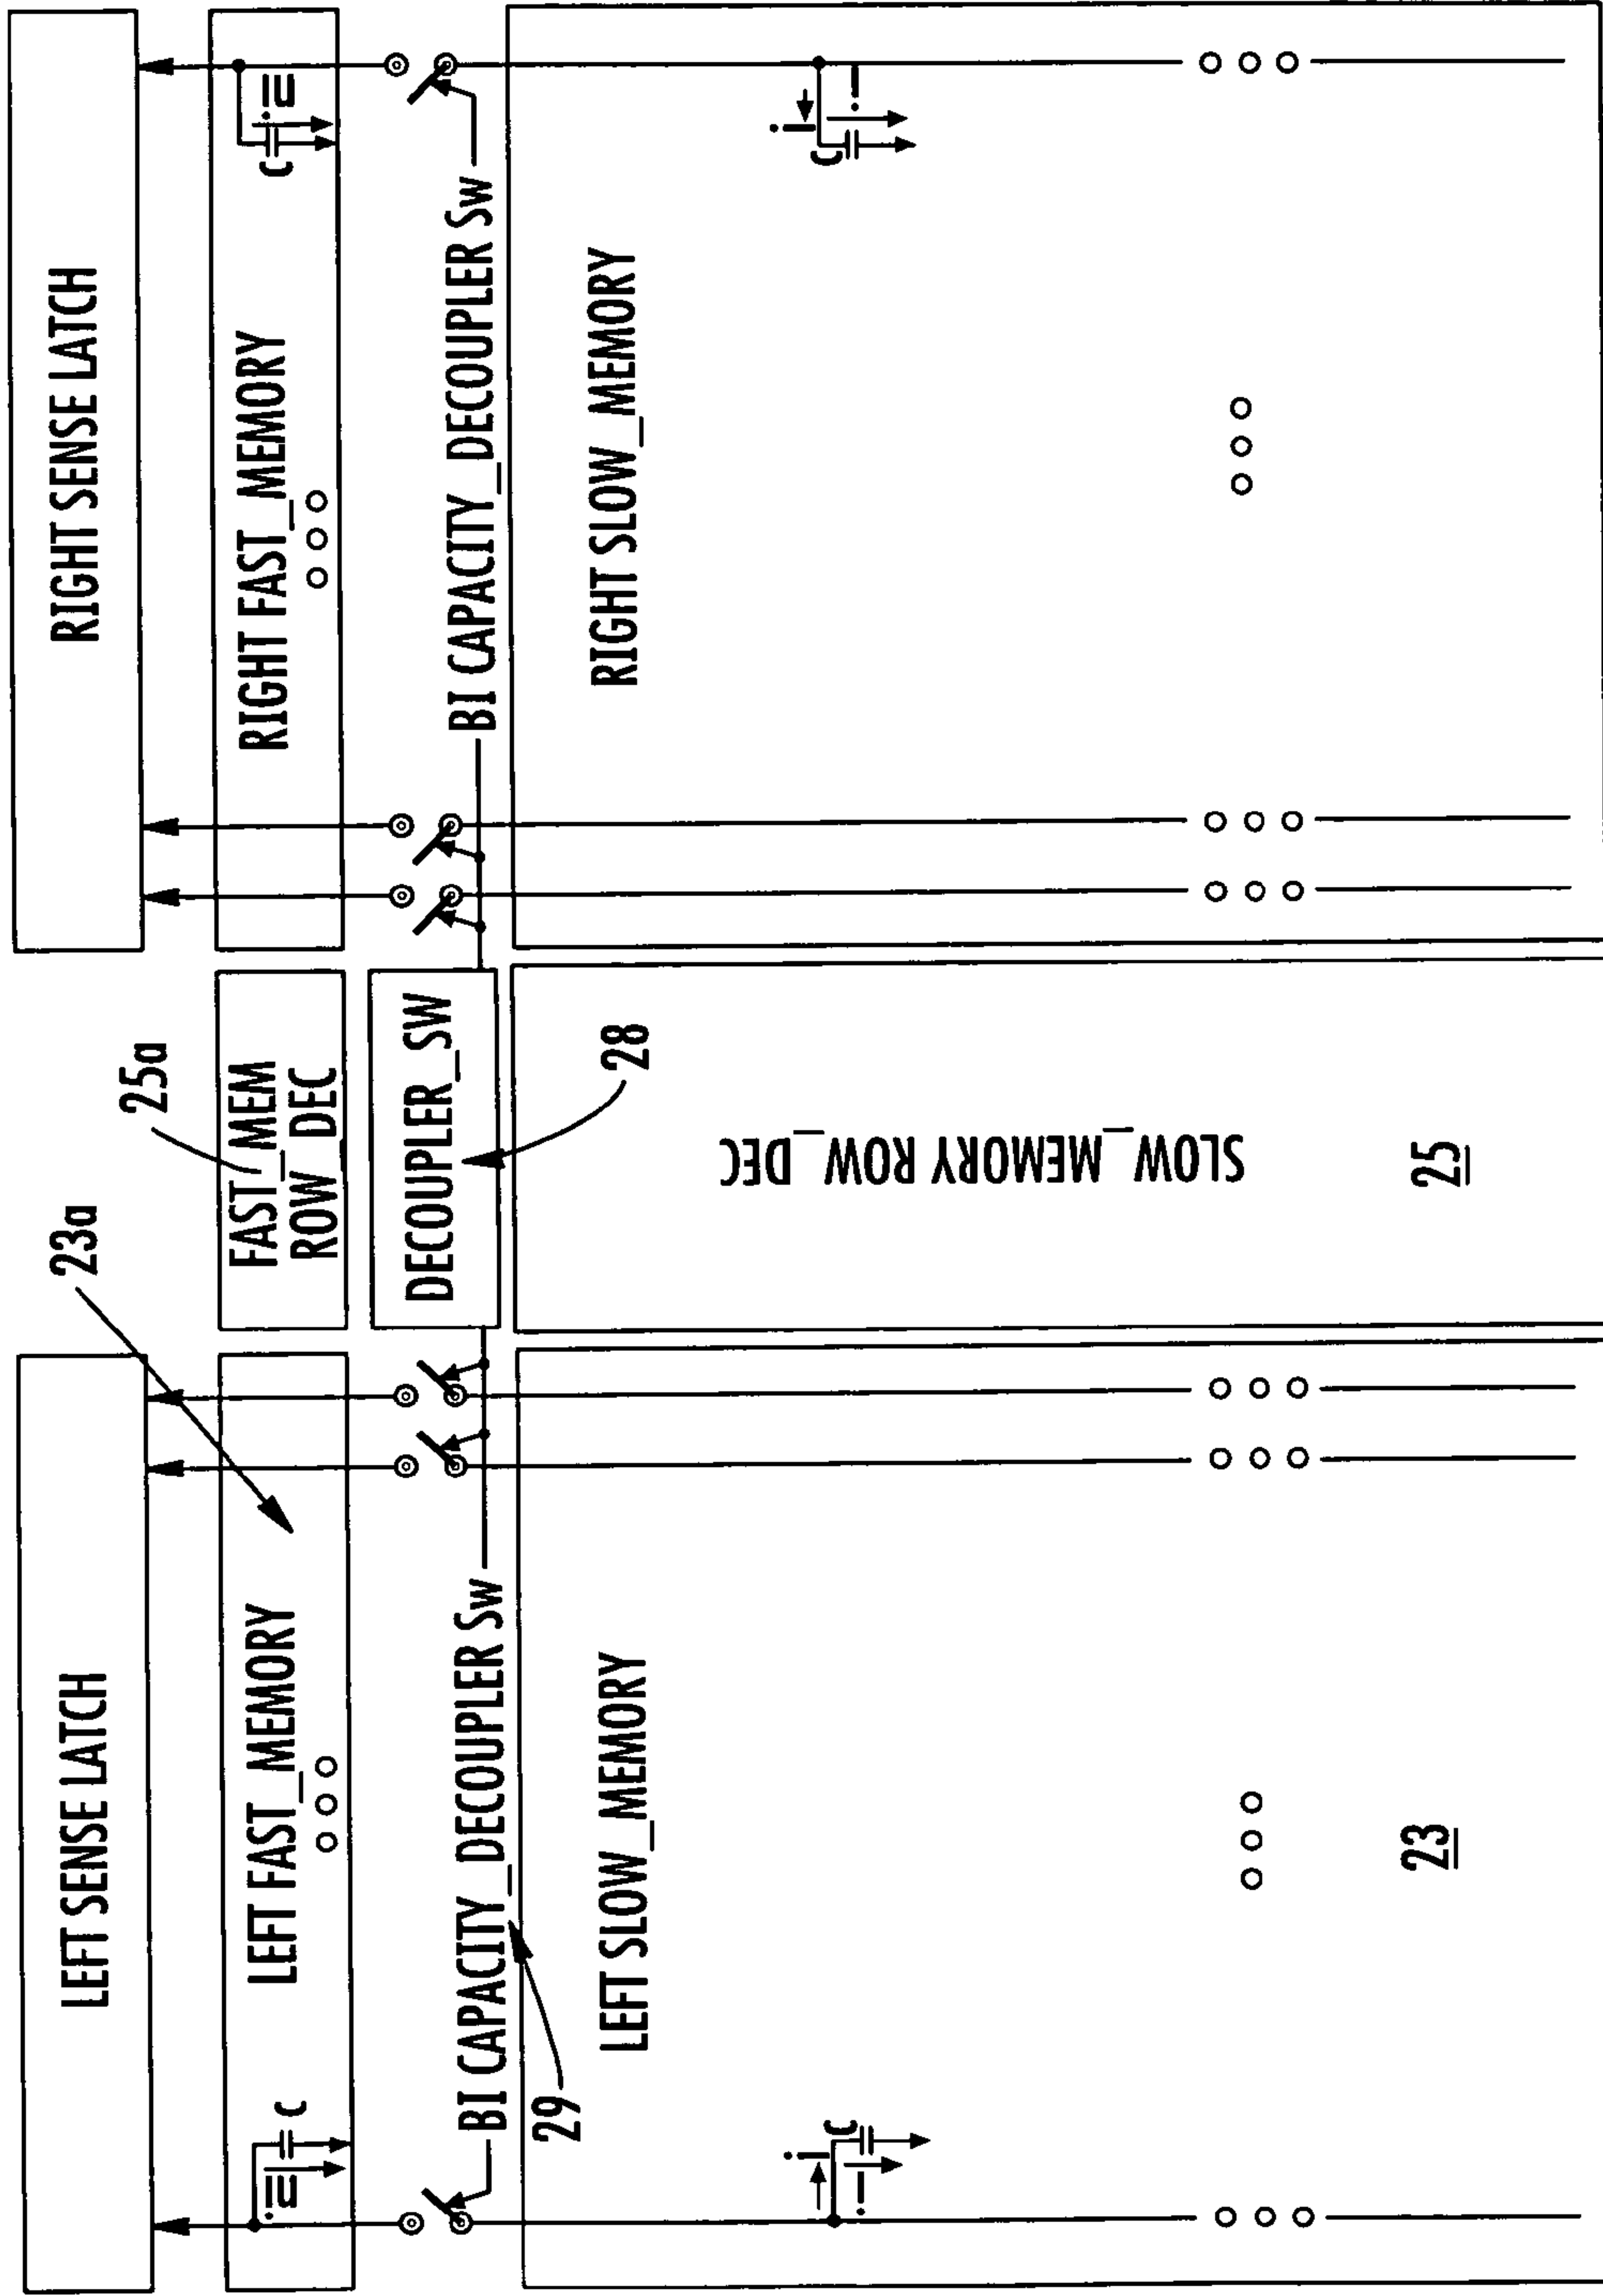 LEFT SENSE LATCH
RIGHT SENSE LATCH
23a
25a
LEFT FAST_MEMORY
FAST_MEM
ROW_DEC
RIGHT FAST_MEMORY
C
C
BI CAPACITY_DECOUPLER Sw
DECOUPLER_SW
BI CAPACITY_DECOUPLER Sw
29
28
LEFT SLOW_MEMORY
RIGHT SLOW_MEMORY
SLOW_MEMORY ROW_DEC
i
C
i
C
23
25